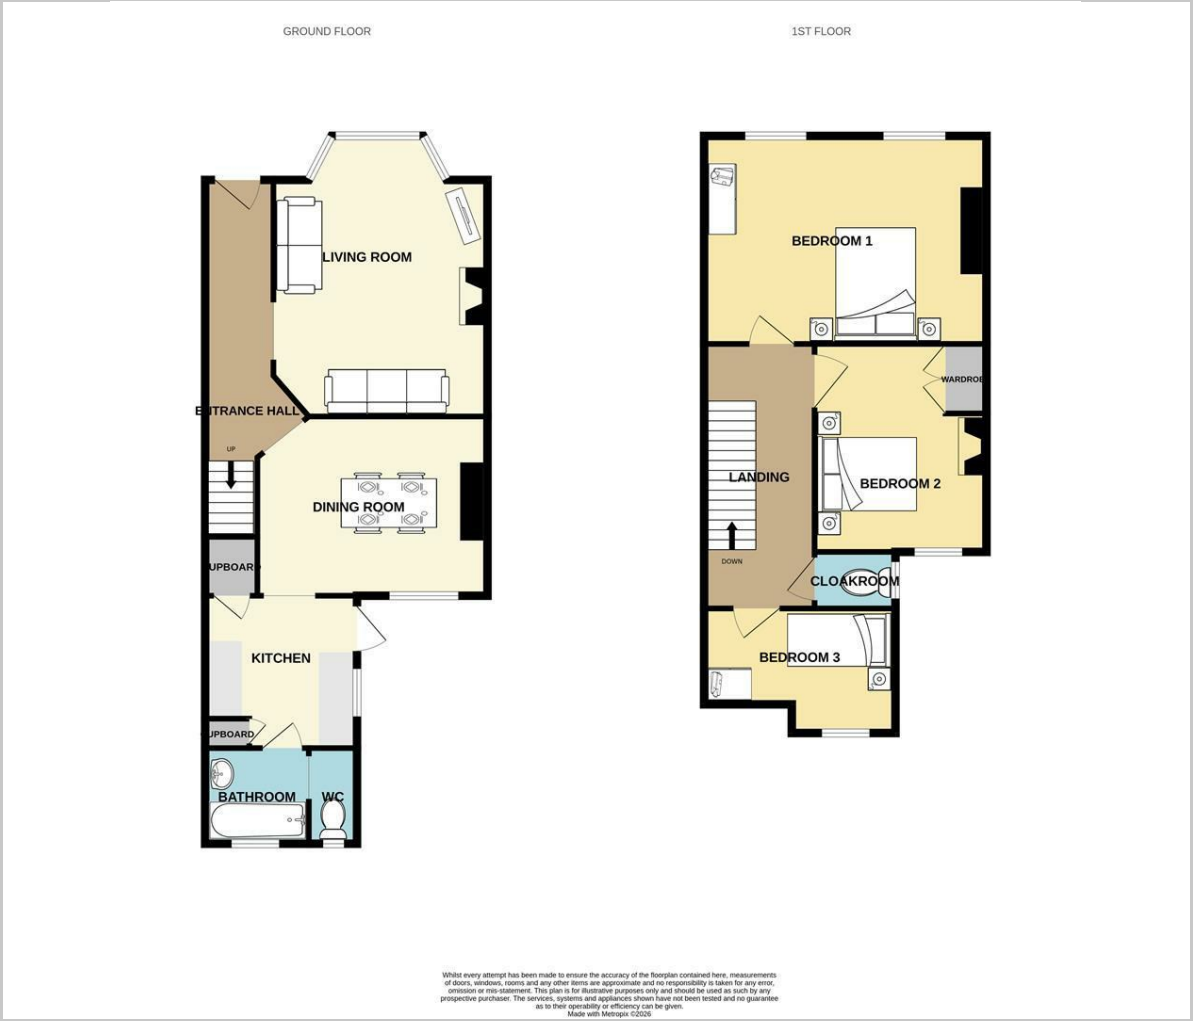 GROUND FLOOR
1ST FLOOR
LIVING ROOM
ENTRANCE HALL
UP
DINING ROOM
UPBOARD
KITCHEN
UPBOARD
BATHROOM
WC
BEDROOM 1
WARDROBE
LANDING
BEDROOM 2
DOWN
CLOAKROOM
BEDROOM 3
Whilst every attempt has been made to ensure the accuracy of the floorplan contained here, measurements
of doors, windows, rooms and any other items are approximate and no responsibility is taken for any error,
omission or mis-statement. This plan is for illustrative purposes only and should be used as such by any
prospective purchaser. The services, systems and appliances shown have not been tested and no guarantee
as to their operability or efficiency can be given.
Made with Metropix ©2026